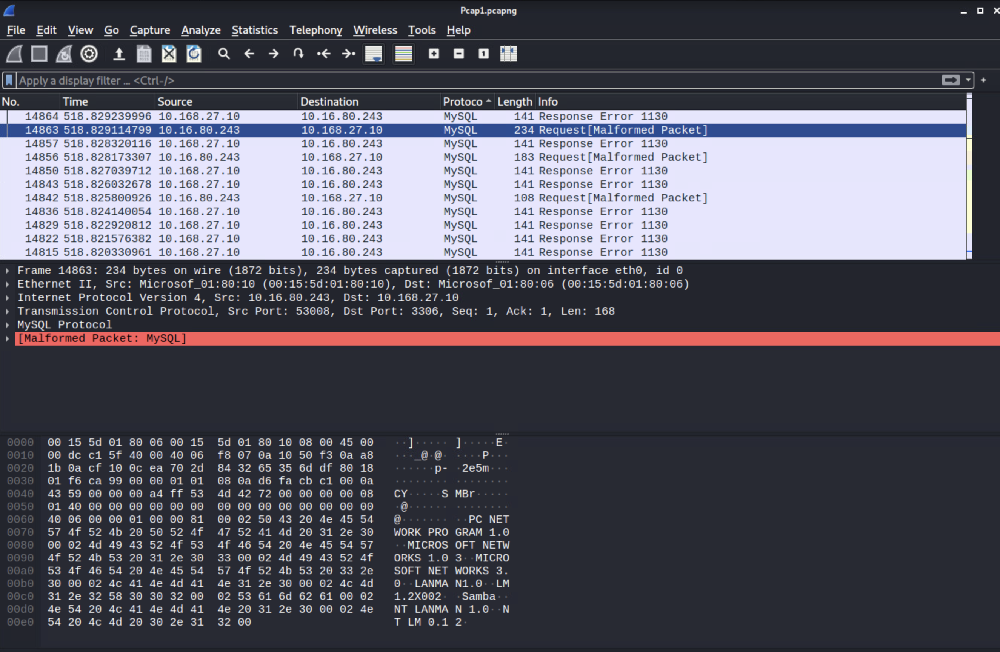 Pcap1.pcapng
File Edit View Go Capture Analyze Statistics Telephony Wireless Tools Help
Apply a display filter ... <Ctrl-/>
No. Time Source Destination Protoco Length Info
14864 518.829239996 10.168.27.10 10.16.80.243 MySQL 141 Response Error 1130
14863 518.829114799 10.16.80.243 10.168.27.10 MySQL 234 Request[Malformed Packet]
14857 518.828320116 10.168.27.10 10.16.80.243 MySQL 141 Response Error 1130
14856 518.828173307 10.16.80.243 10.168.27.10 MySQL 183 Request[Malformed Packet]
14850 518.827039712 10.168.27.10 10.16.80.243 MySQL 141 Response Error 1130
14843 518.826032678 10.168.27.10 10.16.80.243 MySQL 141 Response Error 1130
14842 518.825800926 10.16.80.243 10.168.27.10 MySQL 108 Request[Malformed Packet]
14836 518.824140054 10.168.27.10 10.16.80.243 MySQL 141 Response Error 1130
14829 518.822920812 10.168.27.10 10.16.80.243 MySQL 141 Response Error 1130
14822 518.821576382 10.168.27.10 10.16.80.243 MySQL 141 Response Error 1130
14815 518.820330961 10.168.27.10 10.16.80.243 MySQL 141 Response Error 1130
Frame 14863: 234 bytes on wire (1872 bits), 234 bytes captured (1872 bits) on interface eth0, id 0
Ethernet II, Src: Microsof_01:80:10 (00:15:5d:01:80:10), Dst: Microsof_01:80:06 (00:15:5d:01:80:06)
Internet Protocol Version 4, Src: 10.16.80.243, Dst: 10.168.27.10
Transmission Control Protocol, Src Port: 53008, Dst Port: 3306, Seq: 1, Ack: 1, Len: 168
MySQL Protocol
[Malformed Packet: MySQL]
0000 00 15 5d 01 80 06 00 15 5d 01 80 10 08 00 45 00 ··]····· ]·····E·
0010 00 dc c1 5f 40 00 40 06 f8 07 0a 10 50 f3 0a a8 ···_@·@· ····P···
0020 1b 0a cf 10 0c ea 70 2d 84 32 65 35 6d df 80 18 ······p- ·2e5m···
0030 01 f6 ca 99 00 00 01 01 08 0a d6 fa cb c1 00 0a ········ ········
0040 43 59 00 00 00 a4 ff 53 4d 42 72 00 00 00 00 08 CY·····S MBr·····
0050 01 40 00 00 00 00 00 00 00 00 00 00 00 00 00 00 ·@······ ········
0060 40 06 00 00 01 00 00 81 00 02 50 43 20 4e 45 54 @······· ··PC NET
0070 57 4f 52 4b 20 50 52 4f 47 52 41 4d 20 31 2e 30 WORK PRO GRAM 1.0
0080 00 02 4d 49 43 52 4f 53 4f 46 54 20 4e 45 54 57 ··MICROS OFT NETW
0090 4f 52 4b 53 20 31 2e 30 33 00 02 4d 49 43 52 4f ORKS 1.0 3··MICRO
00a0 53 4f 46 54 20 4e 45 54 57 4f 52 4b 53 20 33 2e SOFT NET WORKS 3.
00b0 30 00 02 4c 41 4e 4d 41 4e 31 2e 30 00 02 4c 4d 0··LANMA N1.0··LM
00c0 31 2e 32 58 30 30 32 00 02 53 61 6d 62 61 00 02 1.2X002· ·Samba··
00d0 4e 54 20 4c 41 4e 4d 41 4e 20 31 2e 30 00 02 4e NT LANMA N 1.0··N
00e0 54 20 4c 4d 20 30 2e 31 32 00 T LM 0.1 2·